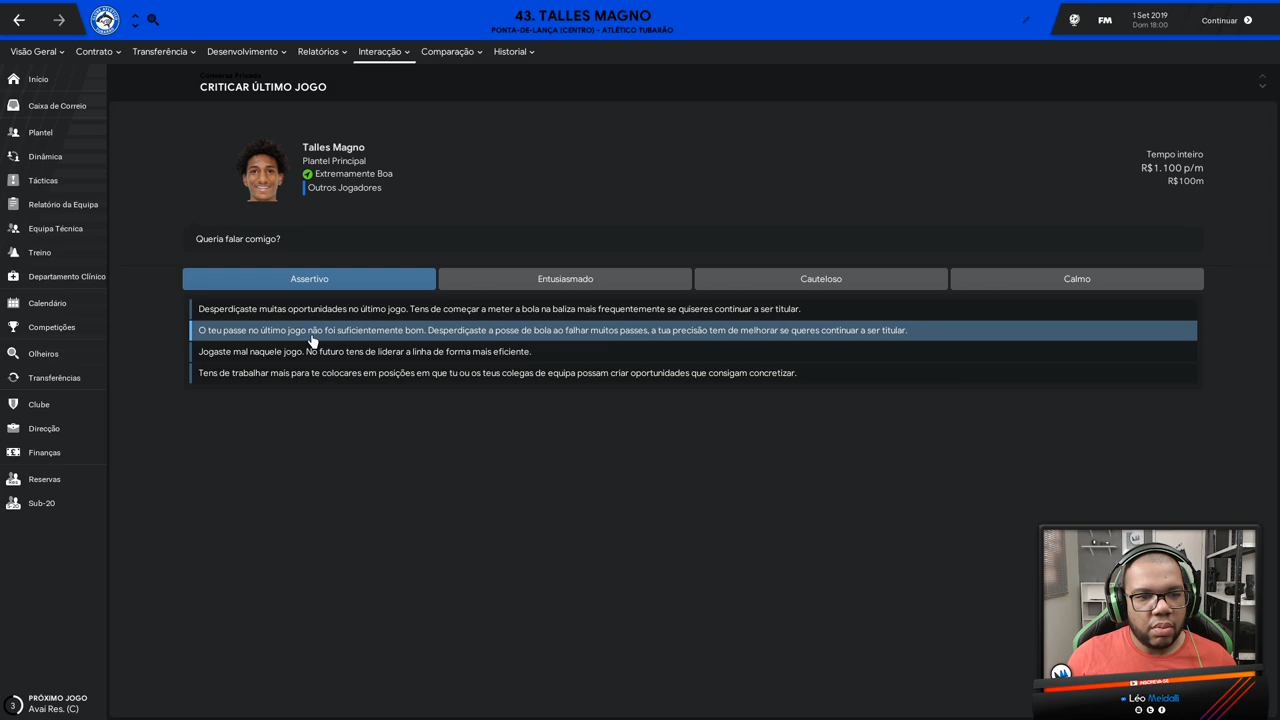 43. TALLES MAGNO
PONTA-DE-LANÇA (CENTRO) - ATLÉTICO TUBARÃO
FM
1 Set 2019
Dom 18:00
Continuar
Visão Geral
Contrato
Transferência
Desenvolvimento
Relatórios
Interacção
Comparação
Historial
Conversa Privada
CRITICAR ÚLTIMO JOGO
Início
Caixa de Correio
Plantel
Dinâmica
Tácticas
Relatório da Equipa
Equipa Técnica
Treino
Departamento Clínico
Calendário
Competições
Olheiros
Transferências
Clube
Direcção
Finanças
Reservas
Sub-20
Talles Magno
Plantel Principal
Extremamente Boa
Outros Jogadores
Tempo inteiro
R$1.100 p/m
R$100m
Queria falar comigo?
Assertivo
Entusiasmado
Cauteloso
Calmo
Desperdiçaste muitas oportunidades no último jogo. Tens de começar a meter a bola na baliza mais frequentemente se quiseres continuar a ser titular.
O teu passe no último jogo não foi suficientemente bom. Desperdiçaste a posse de bola ao falhar muitos passes, a tua precisão tem de melhorar se queres continuar a ser titular.
Jogaste mal naquele jogo. No futuro tens de liderar a linha de forma mais eficiente.
Tens de trabalhar mais para te colocares em posições em que tu ou os teus colegas de equipa possam criar oportunidades que consigam concretizar.
3
PRÓXIMO JOGO
Avaí Res. (C)
INSCREVA-SE
Léo Meidalli